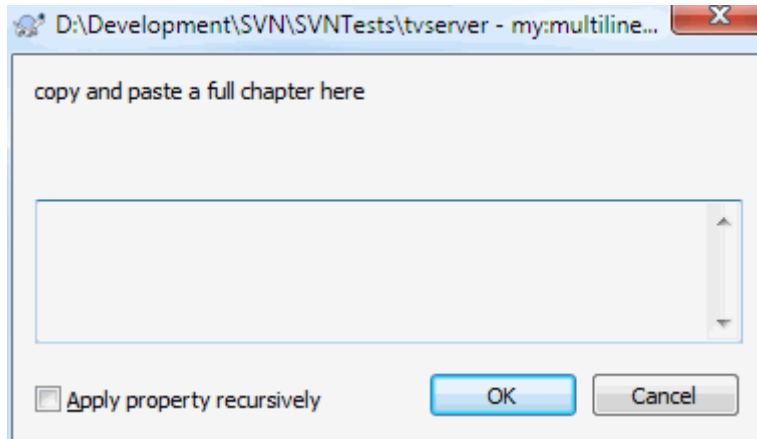 D:\Development\SVN\SVNTests\tvserver - my:multiline...
copy and paste a full chapter here
Apply property recursively
OK
Cancel